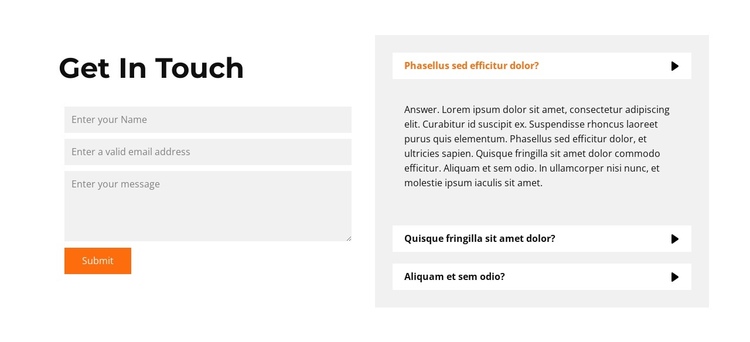 Get In Touch
Enter your Name
Enter a valid email address
Enter your message
Submit
Phasellus sed efficitur dolor?
Answer. Lorem ipsum dolor sit amet, consectetur adipiscing
elit. Curabitur id suscipit ex. Suspendisse rhoncus laoreet
purus quis elementum. Phasellus sed efficitur dolor, et
ultricies sapien. Quisque fringilla sit amet dolor commodo
efficitur. Aliquam et sem odio. In ullamcorper nisi nunc, et
molestie ipsum iaculis sit amet.
Quisque fringilla sit amet dolor?
Aliquam et sem odio?